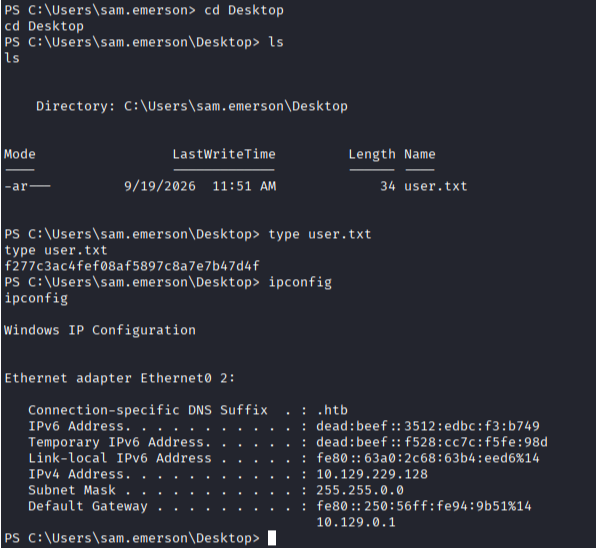 PS C:\Users\sam.emerson> cd Desktop
cd Desktop
PS C:\Users\sam.emerson\Desktop> ls
ls
Directory: C:\Users\sam.emerson\Desktop
Mode LastWriteTime Length Name
---- ------------- ------ ----
-ar--- 9/19/2026 11:51 AM 34 user.txt
PS C:\Users\sam.emerson\Desktop> type user.txt
type user.txt
f277c3ac4fef08af5897c8a7e7b47d4f
PS C:\Users\sam.emerson\Desktop> ipconfig
ipconfig
Windows IP Configuration
Ethernet adapter Ethernet0 2:
Connection-specific DNS Suffix . : .htb
IPv6 Address. . . . . . . . . . . : dead:beef::3512:edbc:f3:b749
Temporary IPv6 Address. . . . . . : dead:beef::f528:cc7c:f5fe:98d
Link-local IPv6 Address . . . . . : fe80::63a0:2c68:63b4:eed6%14
IPv4 Address. . . . . . . . . . . : 10.129.229.128
Subnet Mask . . . . . . . . . . . : 255.255.0.0
Default Gateway . . . . . . . . . : fe80::250:56ff:fe94:9b51%14
10.129.0.1
PS C:\Users\sam.emerson\Desktop>